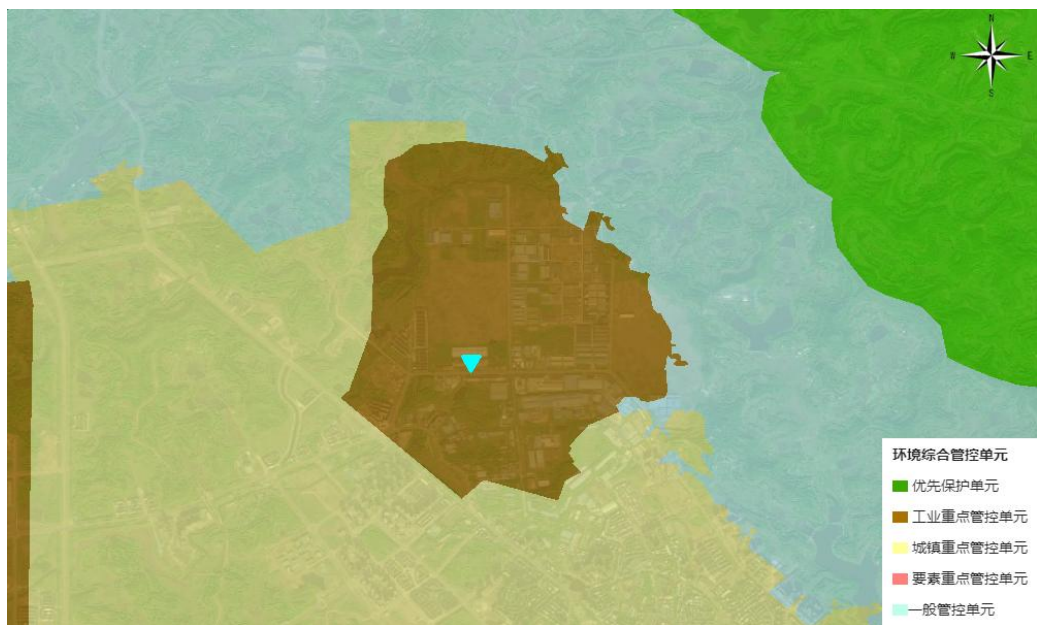 N
W
E
S
环境综合管控单元
优先保护单元
工业重点管控单元
城镇重点管控单元
要素重点管控单元
一般管控单元